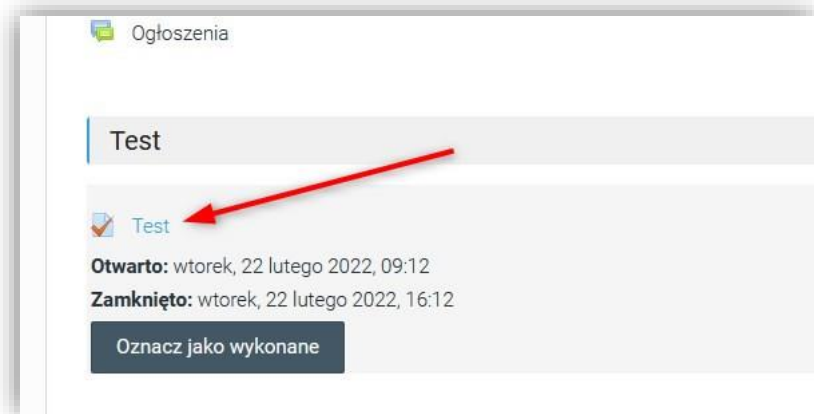 Ogłoszenia
Test
Test
Otwarto: wtorek, 22 lutego 2022, 09:12
Zamknięto: wtorek, 22 lutego 2022, 16:12
Oznacz jako wykonane